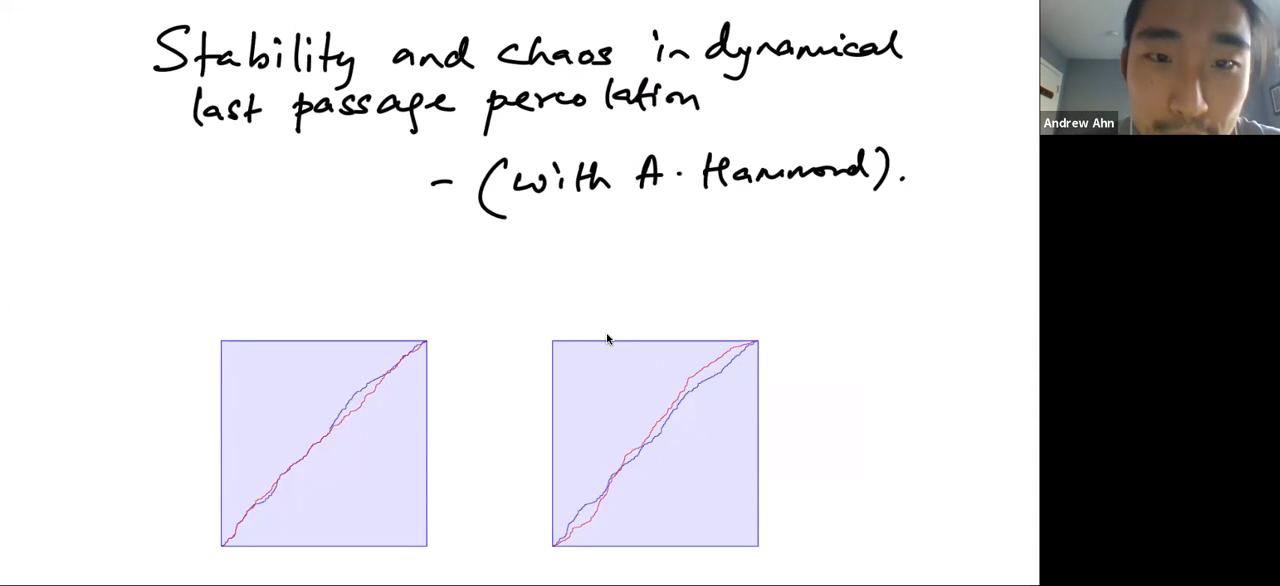 Stability and chaos in dynamical
last passage percolation
- (with A. Hammond).
Andrew Ahn